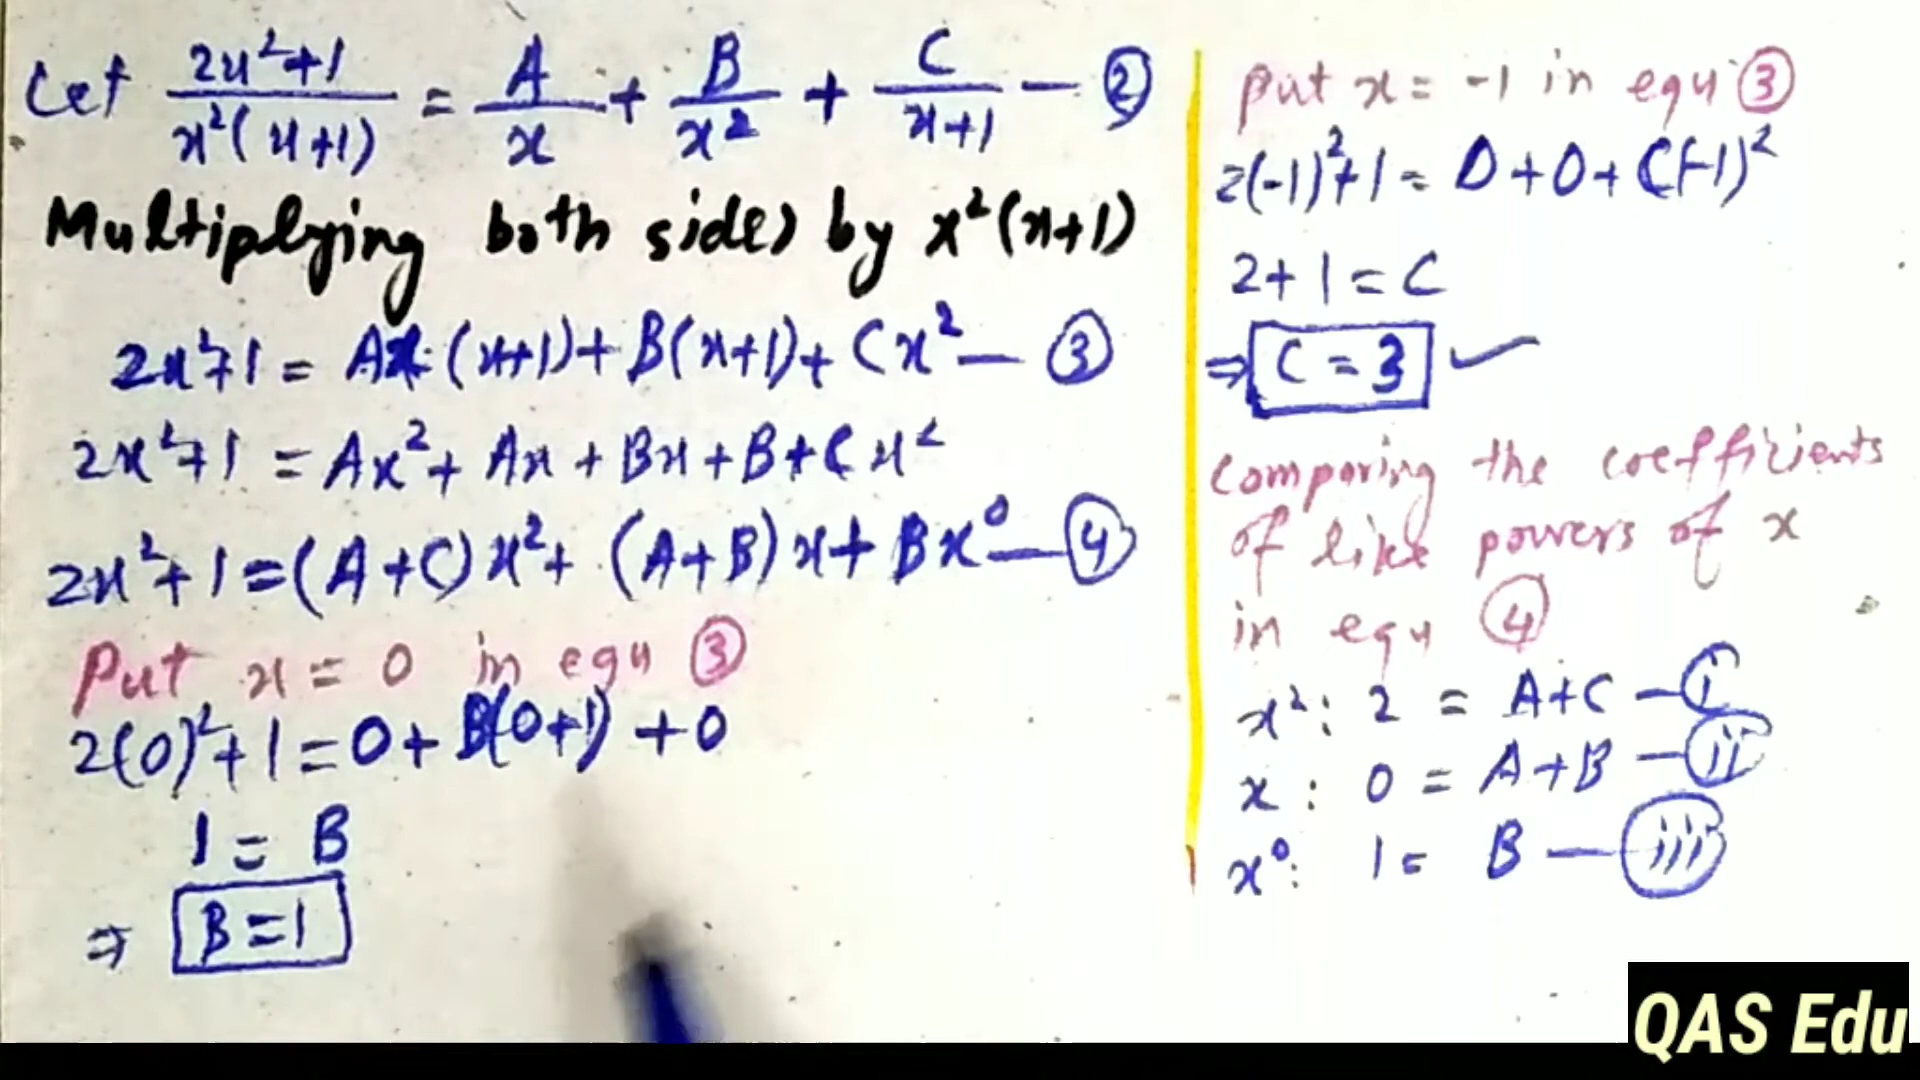 Let 2x²+1 / x²(x+1) = A/x + B/x² + C/x+1 — ②
Multiplying both sides by x²(x+1)
2x²+1 = Ax·(x+1)+B(x+1)+Cx² — ③
2x²+1 = Ax²+Ax+Bx+B+Cx²
2x²+1=(A+C)x²+(A+B)x+Bx⁰ — ④
Put x = 0 in equ ③
2(0)²+1=0+B(0+1)+0
1 = B
⇒ B=1
put x = -1 in equ ③
2(-1)²+1 = 0+0+C(-1)²
2+1=C
⇒ C=3 ✓
comparing the coefficients
of like powers of x
in equ ④
x²: 2 = A+C — (i)
x : 0 = A+B — (ii)
x⁰: 1 = B — (iii)
QAS Edu